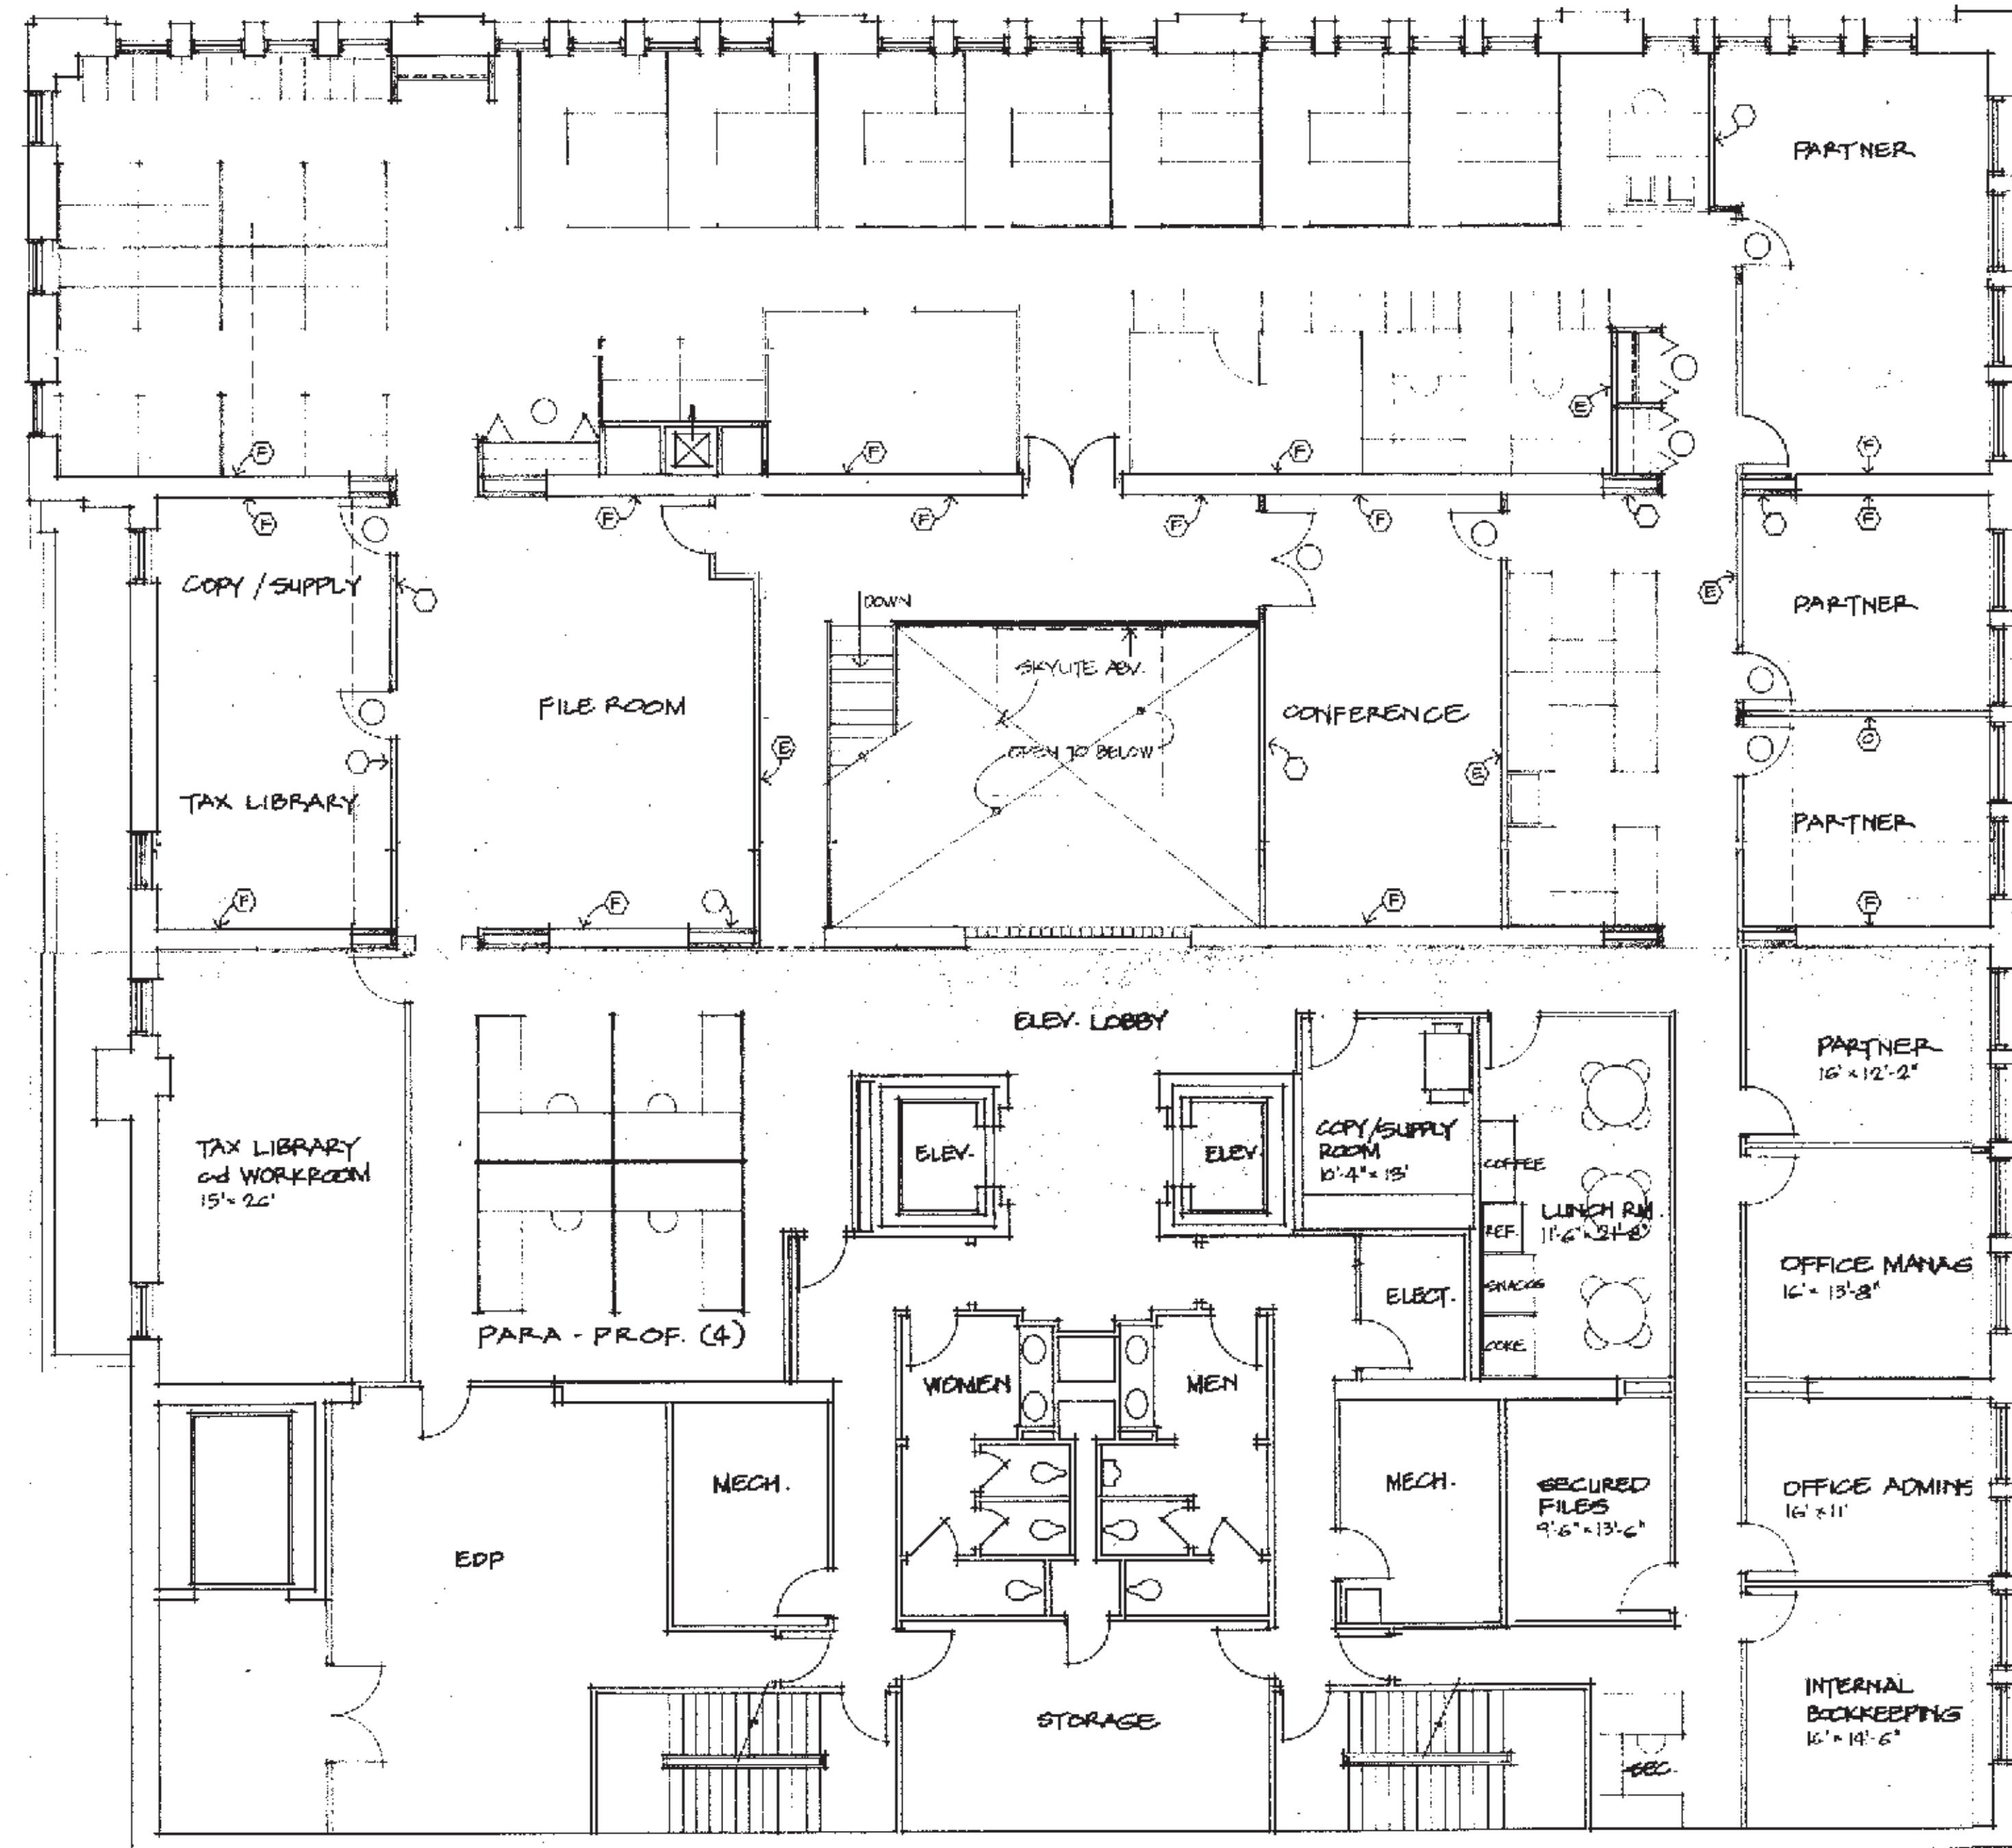 PARTNER
E
F
F
F
F
F
F
F
F
F
F
F
COPY / SUPPLY
DOWN
E
PARTNER
SKYLITE ABV.
FILE ROOM
CONFERENCE
OPEN TO BELOW
E
E
C
TAX LIBRARY
PARTNER
F
F
F
F
ELEV. LOBBY
PARTNER
16' x 12'-2"
TAX LIBRARY
and WORKROOM
15' x 26'
ELEV.
ELEV.
COPY/SUPPLY
ROOM
10'-4" x 13'
COFFEE
LUNCH RM.
11'-6" x 21'-8"
REF.
SNACKS
COKE
OFFICE MANAG
16' x 13'-8"
ELECT.
PARA - PROF. (4)
WOMEN
MEN
MECH.
MECH.
SECURED
FILES
9'-6" x 13'-6"
OFFICE ADMINS
16' x 11'
EDP
STORAGE
INTERNAL
BOOKKEEPING
16' x 14'-6"
SEC.